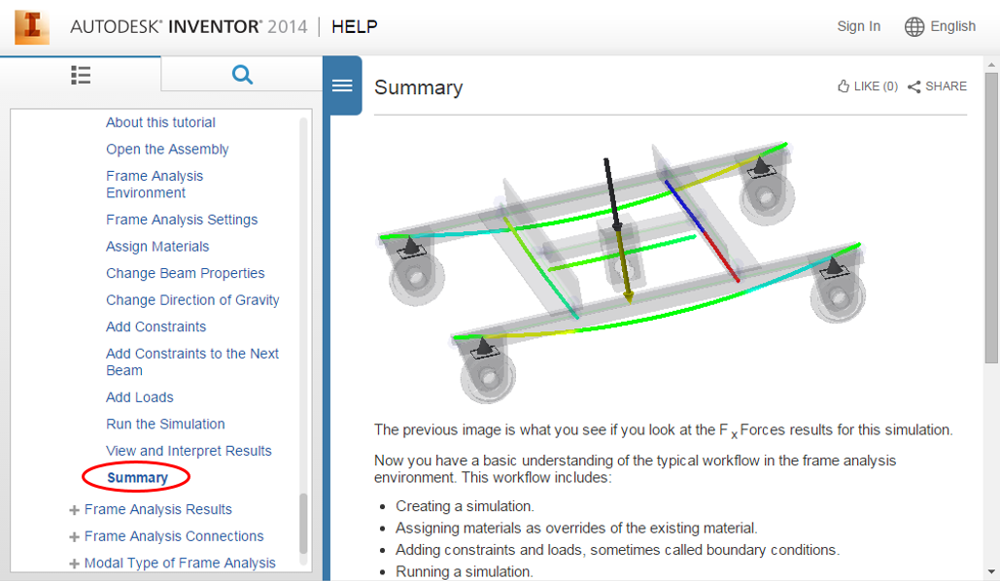 AUTODESK® INVENTOR® 2014 | HELP
Sign In
English
About this tutorial
Open the Assembly
Frame Analysis
Environment
Frame Analysis Settings
Assign Materials
Change Beam Properties
Change Direction of Gravity
Add Constraints
Add Constraints to the Next
Beam
Add Loads
Run the Simulation
View and Interpret Results
Summary
Frame Analysis Results
Frame Analysis Connections
Modal Type of Frame Analysis
Summary
LIKE (0)
SHARE
The previous image is what you see if you look at the F x Forces results for this simulation.
Now you have a basic understanding of the typical workflow in the frame analysis
environment. This workflow includes:
• Creating a simulation.
• Assigning materials as overrides of the existing material.
• Adding constraints and loads, sometimes called boundary conditions.
• Running a simulation.